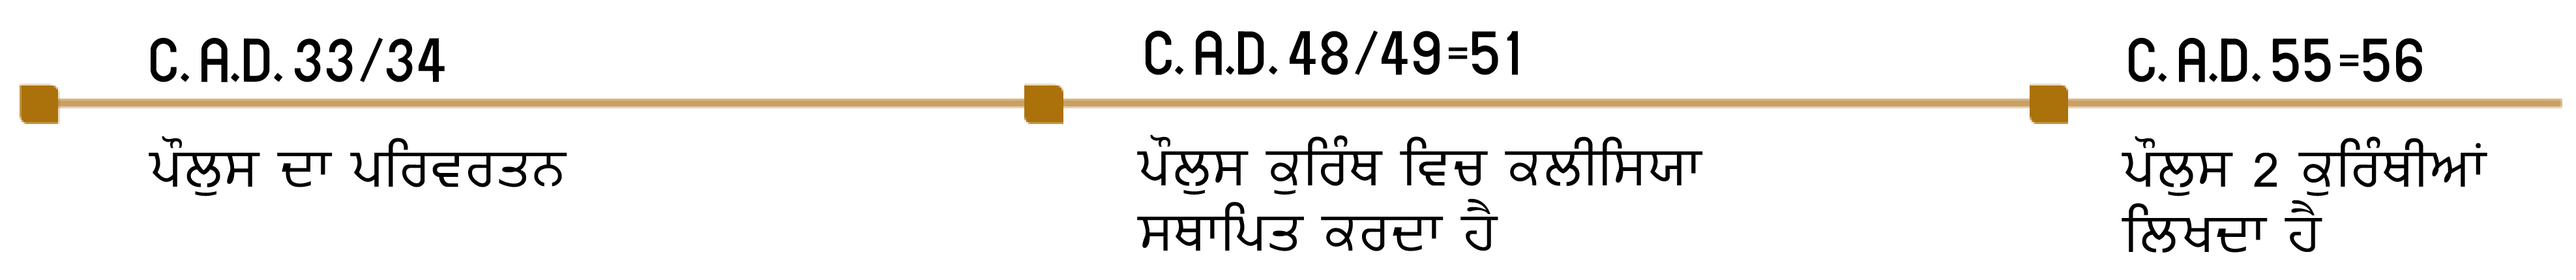 C. A.D. 33/34
ਪੌਲੁਸ ਦਾ ਪਰਿਵਰਤਨ
C. A.D. 48/49=51
ਪੌਲੁਸ ਕੁਰਿੰਥ ਵਿਚ ਕਲੀਸਿਯਾ
ਸਥਾਪਿਤ ਕਰਦਾ ਹੈ
C. A.D. 55=56
ਪੌਲੁਸ 2 ਕੁਰਿੰਥੀਆਂ
ਲਿਖਦਾ ਹੈ